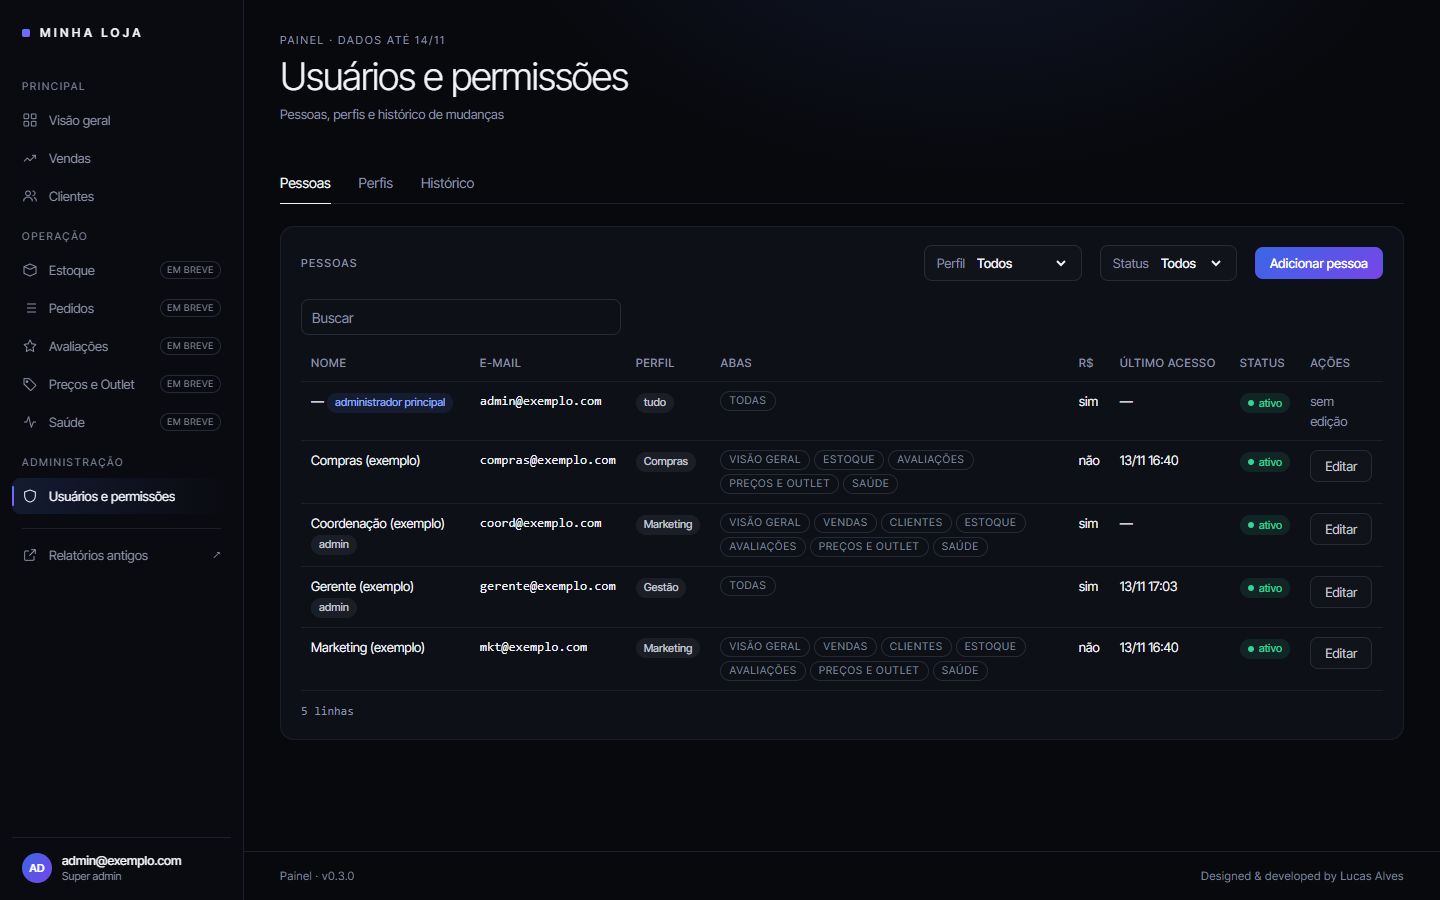 MINHA LOJA
PRINCIPAL
Visão geral
Vendas
Clientes
OPERAÇÃO
Estoque EM BREVE
Pedidos EM BREVE
Avaliações EM BREVE
Preços e Outlet EM BREVE
Saúde EM BREVE
ADMINISTRAÇÃO
Usuários e permissões
Relatórios antigos ↗
AD
admin@exemplo.com
Super admin
PAINEL · DADOS ATÉ 14/11
Usuários e permissões
Pessoas, perfis e histórico de mudanças
Pessoas Perfis Histórico
PESSOAS Perfil Todos Status Todos Adicionar pessoa
Buscar
NOME E-MAIL PERFIL ABAS R$ ÚLTIMO ACESSO STATUS AÇÕES
— administrador principal admin@exemplo.com tudo TODAS sim — ativo sem
edição
Compras (exemplo) compras@exemplo.com Compras VISÃO GERAL ESTOQUE AVALIAÇÕES não 13/11 16:40 ativo Editar
PREÇOS E OUTLET SAÚDE
Coordenação (exemplo) coord@exemplo.com Marketing VISÃO GERAL VENDAS CLIENTES ESTOQUE sim — ativo Editar
admin AVALIAÇÕES PREÇOS E OUTLET SAÚDE
Gerente (exemplo) gerente@exemplo.com Gestão TODAS sim 13/11 17:03 ativo Editar
admin
Marketing (exemplo) mkt@exemplo.com Marketing VISÃO GERAL VENDAS CLIENTES ESTOQUE não 13/11 16:40 ativo Editar
AVALIAÇÕES PREÇOS E OUTLET SAÚDE
5 linhas
Painel · v0.3.0 Designed & developed by Lucas Alves